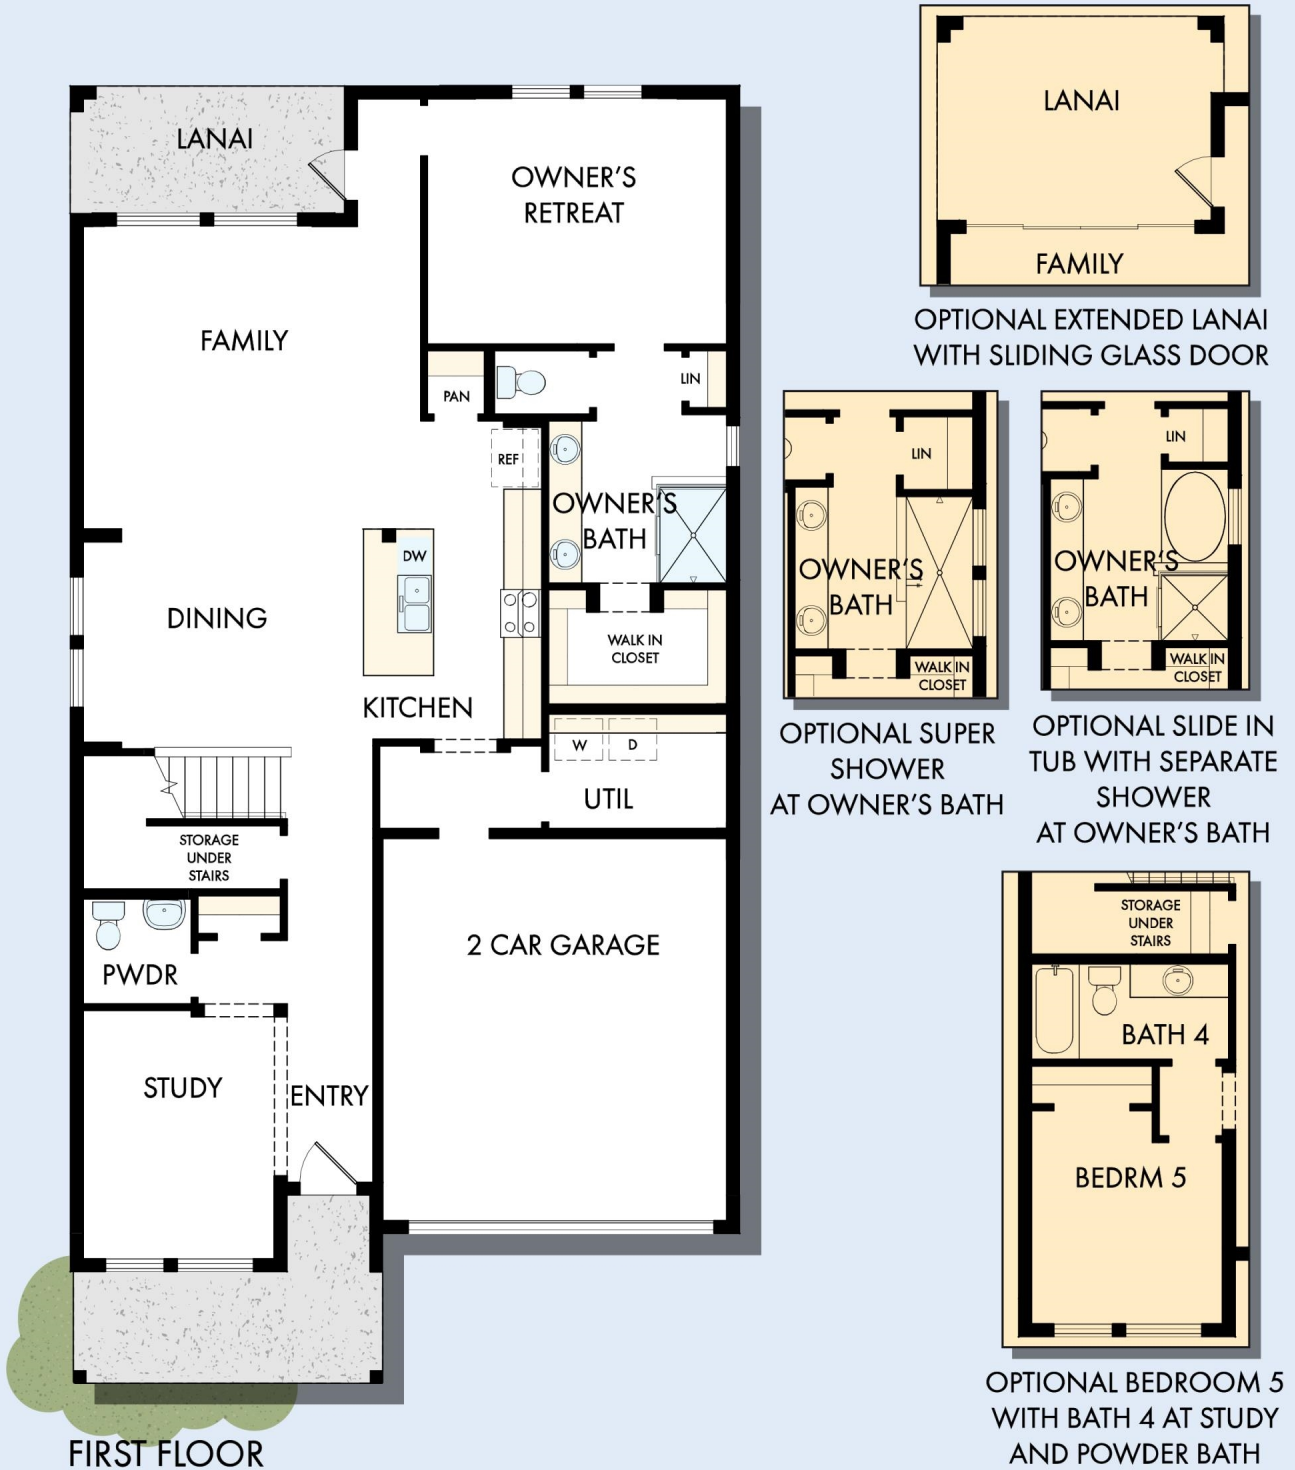 LANAI
OWNER'S
RETREAT
FAMILY
PAN
LIN
REF
OWNER'S
BATH
DW
DINING
WALK IN
CLOSET
KITCHEN
W
D
UTIL
STORAGE
UNDER
STAIRS
2 CAR GARAGE
PWDR
STUDY
ENTRY
FIRST FLOOR
LANAI
FAMILY
OPTIONAL EXTENDED LANAI
WITH SLIDING GLASS DOOR
LIN
OWNER'S
BATH
WALK IN
CLOSET
OPTIONAL SUPER
SHOWER
AT OWNER'S BATH
LIN
OWNER'S
BATH
WALK IN
CLOSET
OPTIONAL SLIDE IN
TUB WITH SEPARATE
SHOWER
AT OWNER'S BATH
STORAGE
UNDER
STAIRS
BATH 4
BEDRM 5
OPTIONAL BEDROOM 5
WITH BATH 4 AT STUDY
AND POWDER BATH